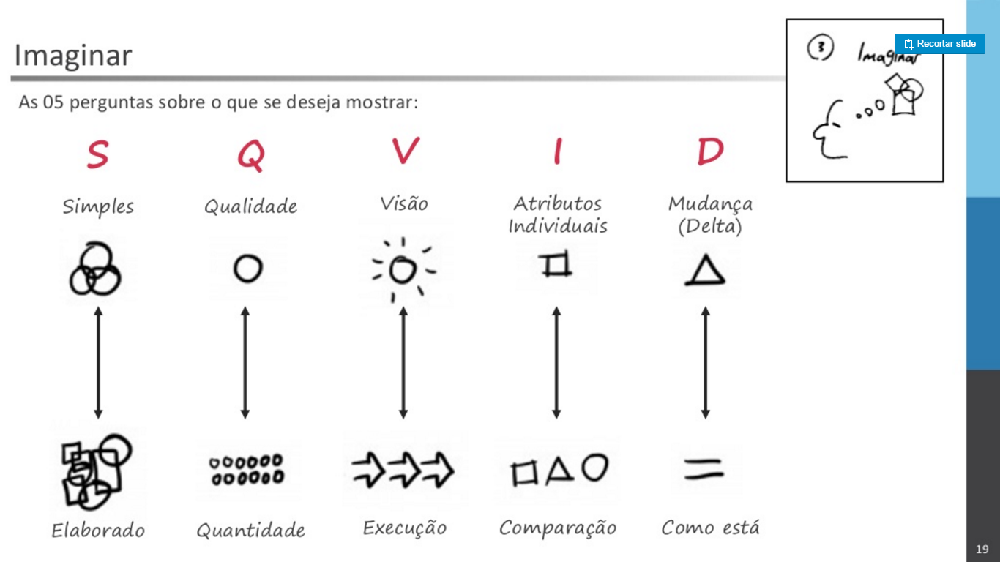 Imaginar
As 05 perguntas sobre o que se deseja mostrar:
3 Imaginar
Recortar slide
S Q V I D
Simples Qualidade Visão Atributos Individuais Mudança (Delta)
Elaborado Quantidade Execução Comparação Como está
19